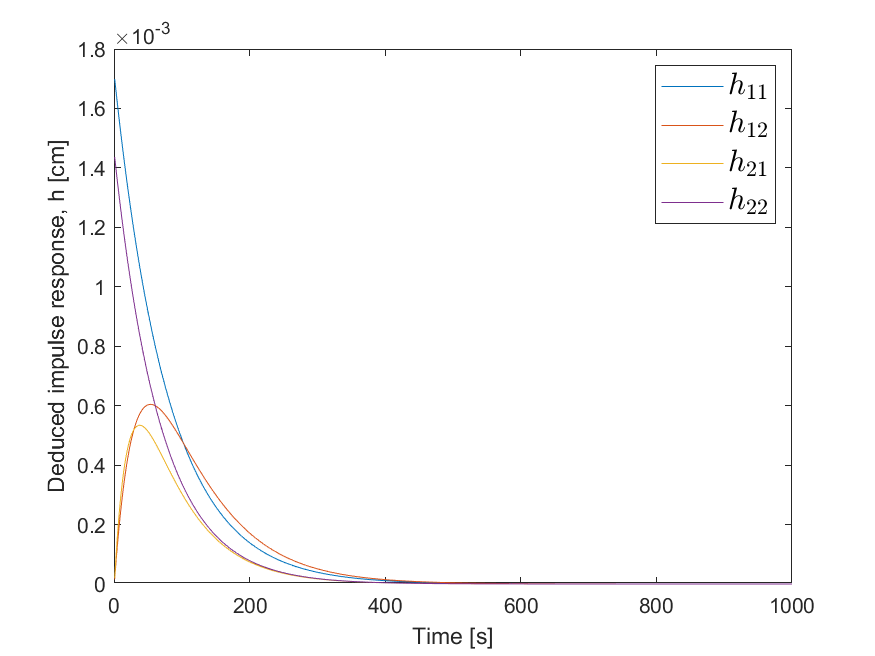 ×10⁻³
1.8
1.6
1.4
1.2
1
0.8
0.6
0.4
0.2
0
0 200 400 600 800 1000
Time [s]
Deduced impulse response, h [cm]
h₁₁
h₁₂
h₂₁
h₂₂